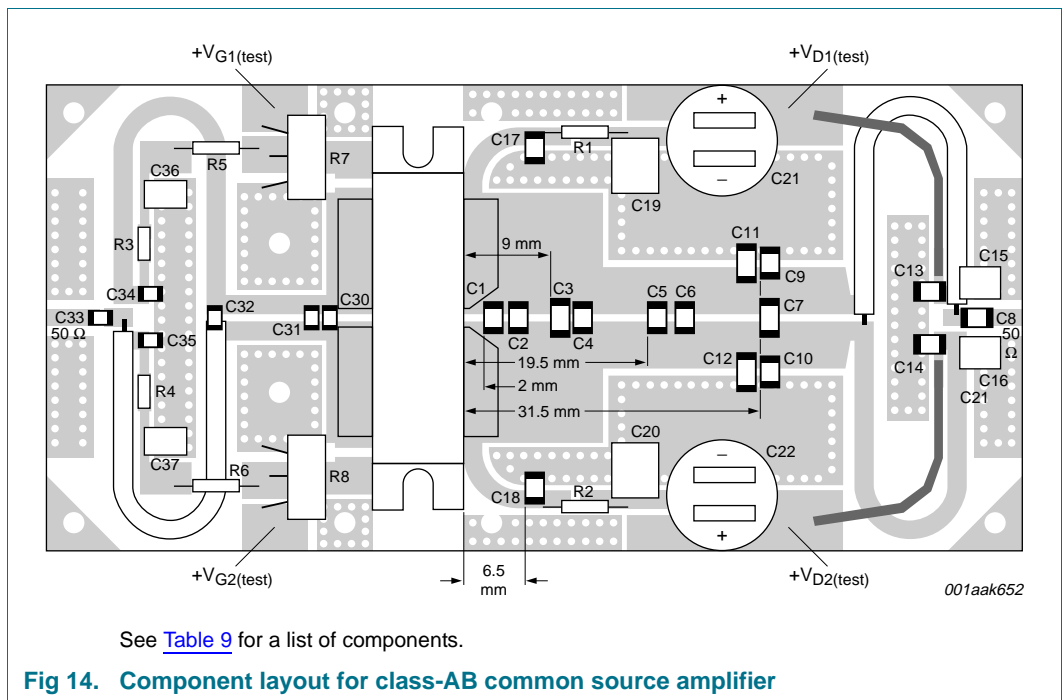 +VG1(test)
+VD1(test)
+
−
C17
R1
R7
R5
C36
C19
C21
R3
9 mm
C11
C9
C34
C1
C3
C5
C6
C13
C15
C33
C32
C30
C7
C8
50 Ω
C31
C2
C4
50
Ω
C35
19.5 mm
C12
C10
C14
C16
2 mm
R4
31.5 mm
C21
C37
C20
C22
−
R6
R8
C18
R2
+
+VG2(test)
6.5
mm
+VD2(test)
001aak652
See Table 9 for a list of components.
Fig 14. Component layout for class-AB common source amplifier